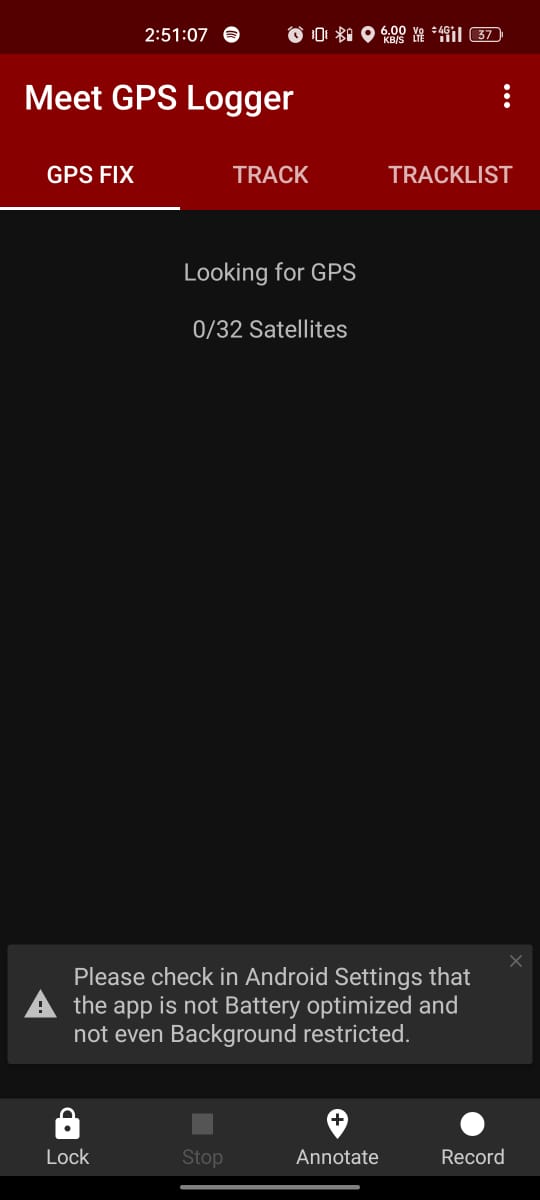 2:51:07
6.00 KB/S Vo LTE 4G+ 37
Meet GPS Logger
GPS FIX TRACK TRACKLIST
Looking for GPS
0/32 Satellites
Please check in Android Settings that
the app is not Battery optimized and
not even Background restricted.
Lock Stop Annotate Record